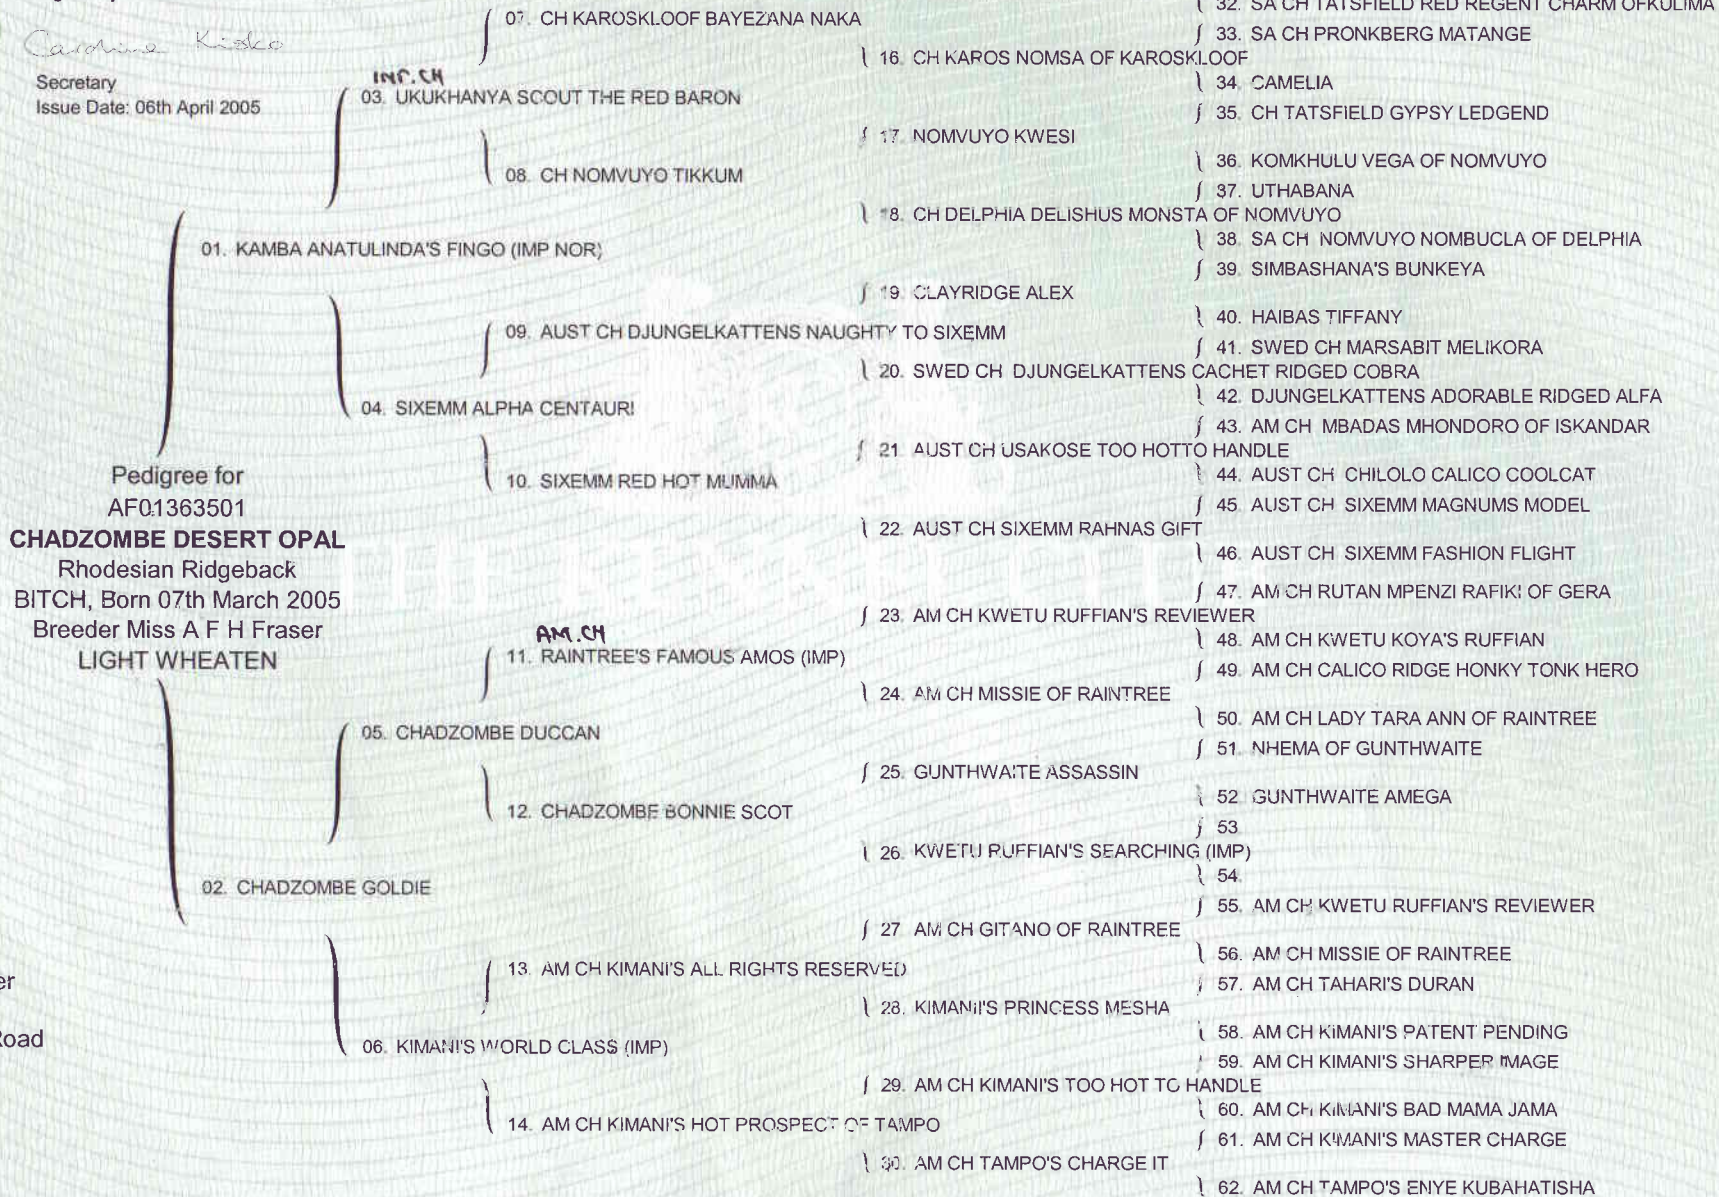 Caroline Kisko
Secretary
Issue Date: 06th April 2005
Pedigree for
AF01363501
CHADZOMBE DESERT OPAL
Rhodesian Ridgeback
BITCH, Born 07th March 2005
Breeder Miss A F H Fraser
LIGHT WHEATEN
er
Road
01. KAMBA ANATULINDA'S FINGO (IMP NOR)
02. CHADZOMBE GOLDIE
INT.CH
03. UKUKHANYA SCOUT THE RED BARON
04. SIXEMM ALPHA CENTAURI
05. CHADZOMBE DUCCAN
06. KIMANI'S WORLD CLASS (IMP)
07. CH KAROSKLOOF BAYEZANA NAKA
08. CH NOMVUYO TIKKUM
09. AUST CH DJUNGELKATTENS NAUGHTY TO SIXEMM
10. SIXEMM RED HOT MUMMA
AM.CH
11. RAINTREE'S FAMOUS AMOS (IMP)
12. CHADZOMBE BONNIE SCOT
13. AM CH KIMANI'S ALL RIGHTS RESERVED
14. AM CH KIMANI'S HOT PROSPECT OF TAMPO
16. CH KAROS NOMSA OF KAROSKLOOF
17. NOMVUYO KWESI
18. CH DELPHIA DELISHUS MONSTA OF NOMVUYO
19. CLAYRIDGE ALEX
20. SWED CH DJUNGELKATTENS CACHET RIDGED COBRA
21. AUST CH USAKOSE TOO HOTTO HANDLE
22. AUST CH SIXEMM RAHNAS GIFT
23. AM CH KWETU RUFFIAN'S REVIEWER
24. AM CH MISSIE OF RAINTREE
25. GUNTHWAITE ASSASSIN
26. KWETU RUFFIAN'S SEARCHING (IMP)
27 AM CH GITANO OF RAINTREE
28. KIMANII'S PRINCESS MESHA
29. AM CH KIMANI'S TOO HOT TO HANDLE
30. AM CH TAMPO'S CHARGE IT
32. SA CH TATSFIELD RED REGENT CHARM OFKULIMA
33. SA CH PRONKBERG MATANGE
34. CAMELIA
35. CH TATSFIELD GYPSY LEDGEND
36. KOMKHULU VEGA OF NOMVUYO
37. UTHABANA
38. SA CH NOMVUYO NOMBUCLA OF DELPHIA
39. SIMBASHANA'S BUNKEYA
40. HAIBAS TIFFANY
41. SWED CH MARSABIT MELIKORA
42. DJUNGELKATTENS ADORABLE RIDGED ALFA
43. AM CH MBADAS MHONDORO OF ISKANDAR
44. AUST CH CHILOLO CALICO COOLCAT
45. AUST CH SIXEMM MAGNUMS MODEL
46. AUST CH SIXEMM FASHION FLIGHT
47. AM CH RUTAN MPENZI RAFIKI OF GERA
48. AM CH KWETU KOYA'S RUFFIAN
49. AM CH CALICO RIDGE HONKY TONK HERO
50. AM CH LADY TARA ANN OF RAINTREE
51. NHEMA OF GUNTHWAITE
52 GUNTHWAITE AMEGA
53
54.
55. AM CH KWETU RUFFIAN'S REVIEWER
56. AM CH MISSIE OF RAINTREE
57. AM CH TAHARI'S DURAN
58. AM CH KIMANI'S PATENT PENDING
59. AM CH KIMANI'S SHARPER IMAGE
60. AM CH KIMANI'S BAD MAMA JAMA
61. AM CH KIMANI'S MASTER CHARGE
62. AM CH TAMPO'S ENYE KUBAHATISHA